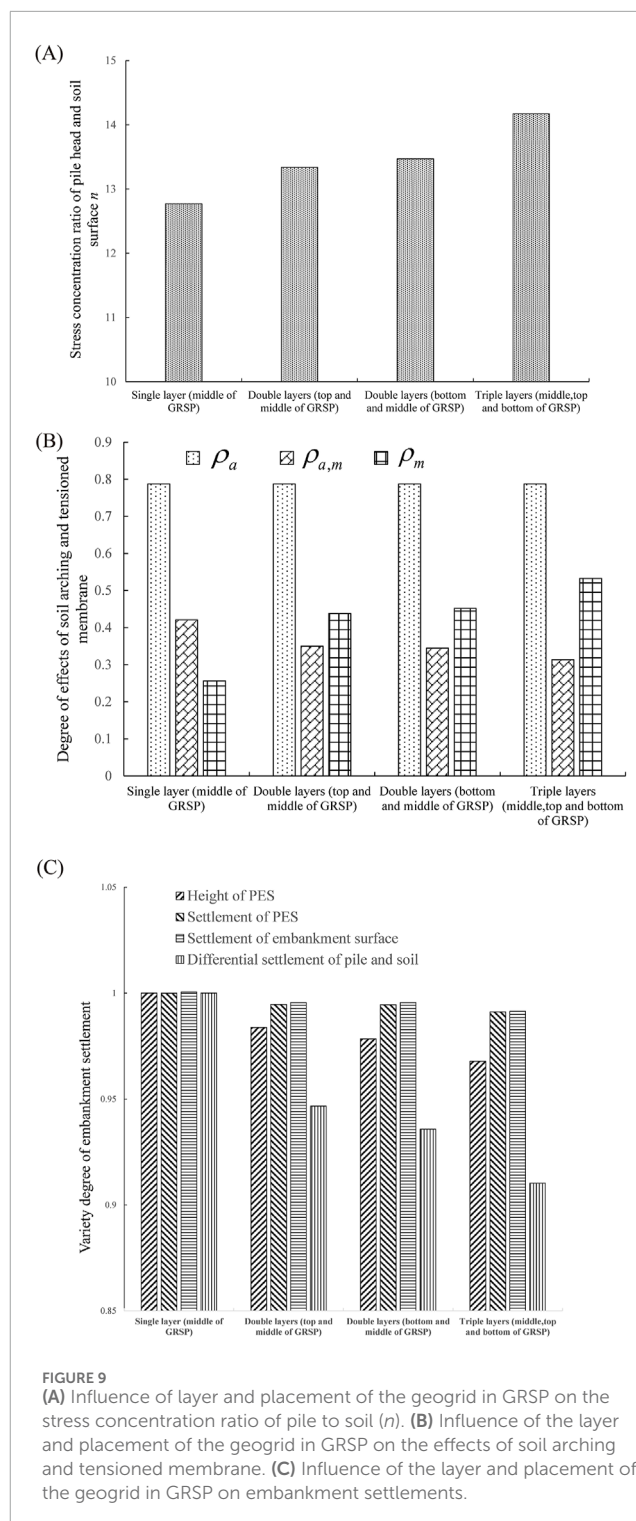 (A)
Stress concentration ratio of pile head and soil
surface n
15
14
13
12
11
10
Single layer (middle of
GRSP)
Double layers (top and
middle of GRSP)
Double layers (bottom
and middle of GRSP)
Triple layers (middle,top
and bottom of GRSP)
(B)
Degree of effects of soil arching and tensioned
membrane
0.9
0.8
0.7
0.6
0.5
0.4
0.3
0.2
0.1
0
ρa ρa,m ρm
Single layer (middle of
GRSP)
Double layers (top and
middle of GRSP)
Double layers (bottom
and middle of GRSP)
Triple layers
(middle,top and bottom
of GRSP)
(C)
Variety degree of embankment settlement
1.05
1
0.95
0.9
0.85
Height of PES
Settlement of PES
Settlement of embankment surface
Differential settlement of pile and soil
Single layer (middle of
GRSP)
Double layers (top and
middle of GRSP)
Double layers (bottom and
middle of GRSP)
Triple layers (middle,top
and bottom of GRSP)
FIGURE 9
(A) Influence of layer and placement of the geogrid in GRSP on the
stress concentration ratio of pile to soil (n). (B) Influence of the layer
and placement of the geogrid in GRSP on the effects of soil arching
and tensioned membrane. (C) Influence of the layer and placement of
the geogrid in GRSP on embankment settlements.